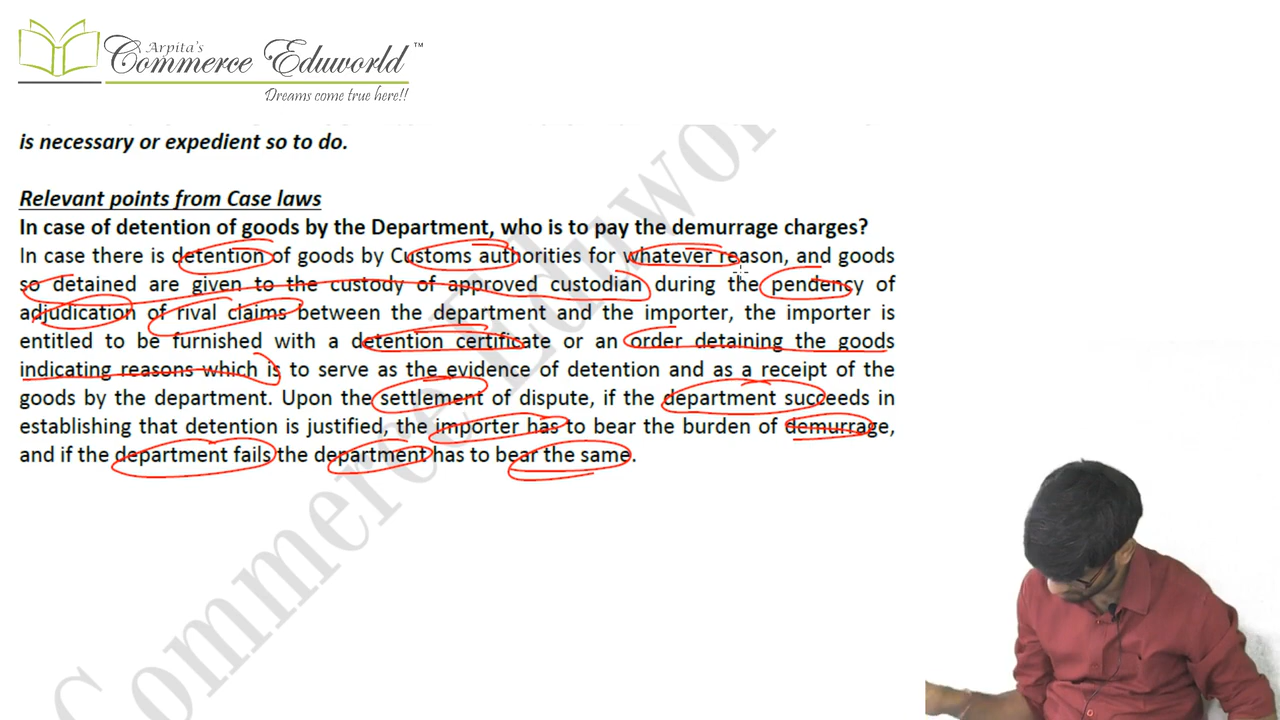 Arpita's
Commerce Eduworld™
Dreams come true here!!
is necessary or expedient so to do.
Relevant points from Case laws
In case of detention of goods by the Department, who is to pay the demurrage charges?
In case there is detention of goods by Customs authorities for whatever reason, and goods
so detained are given to the custody of approved custodian during the pendency of
adjudication of rival claims between the department and the importer, the importer is
entitled to be furnished with a detention certificate or an order detaining the goods
indicating reasons which is to serve as the evidence of detention and as a receipt of the
goods by the department. Upon the settlement of dispute, if the department succeeds in
establishing that detention is justified, the importer has to bear the burden of demurrage,
and if the department fails the department has to bear the same.
Commerce Eduworl